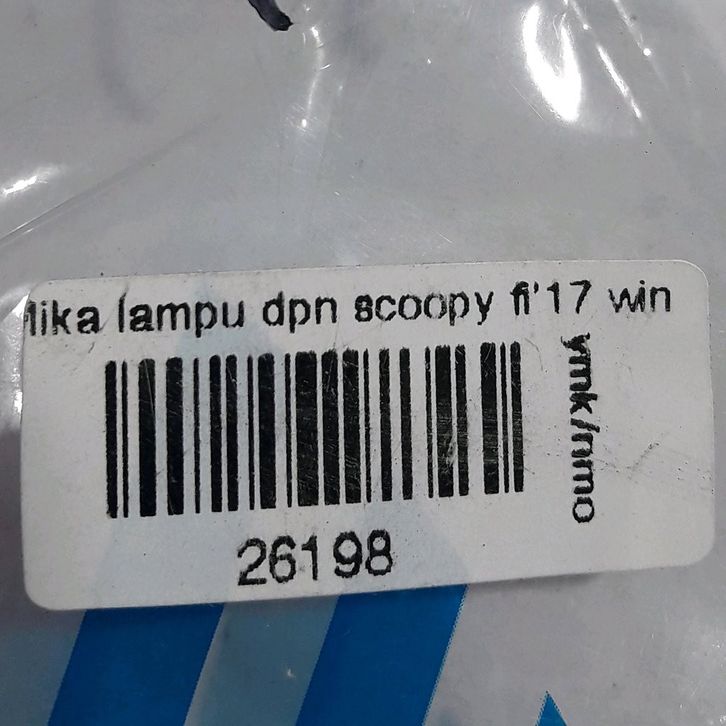 Mika lampu dpn scoopy fi'17 win
ymk/nmo
26198